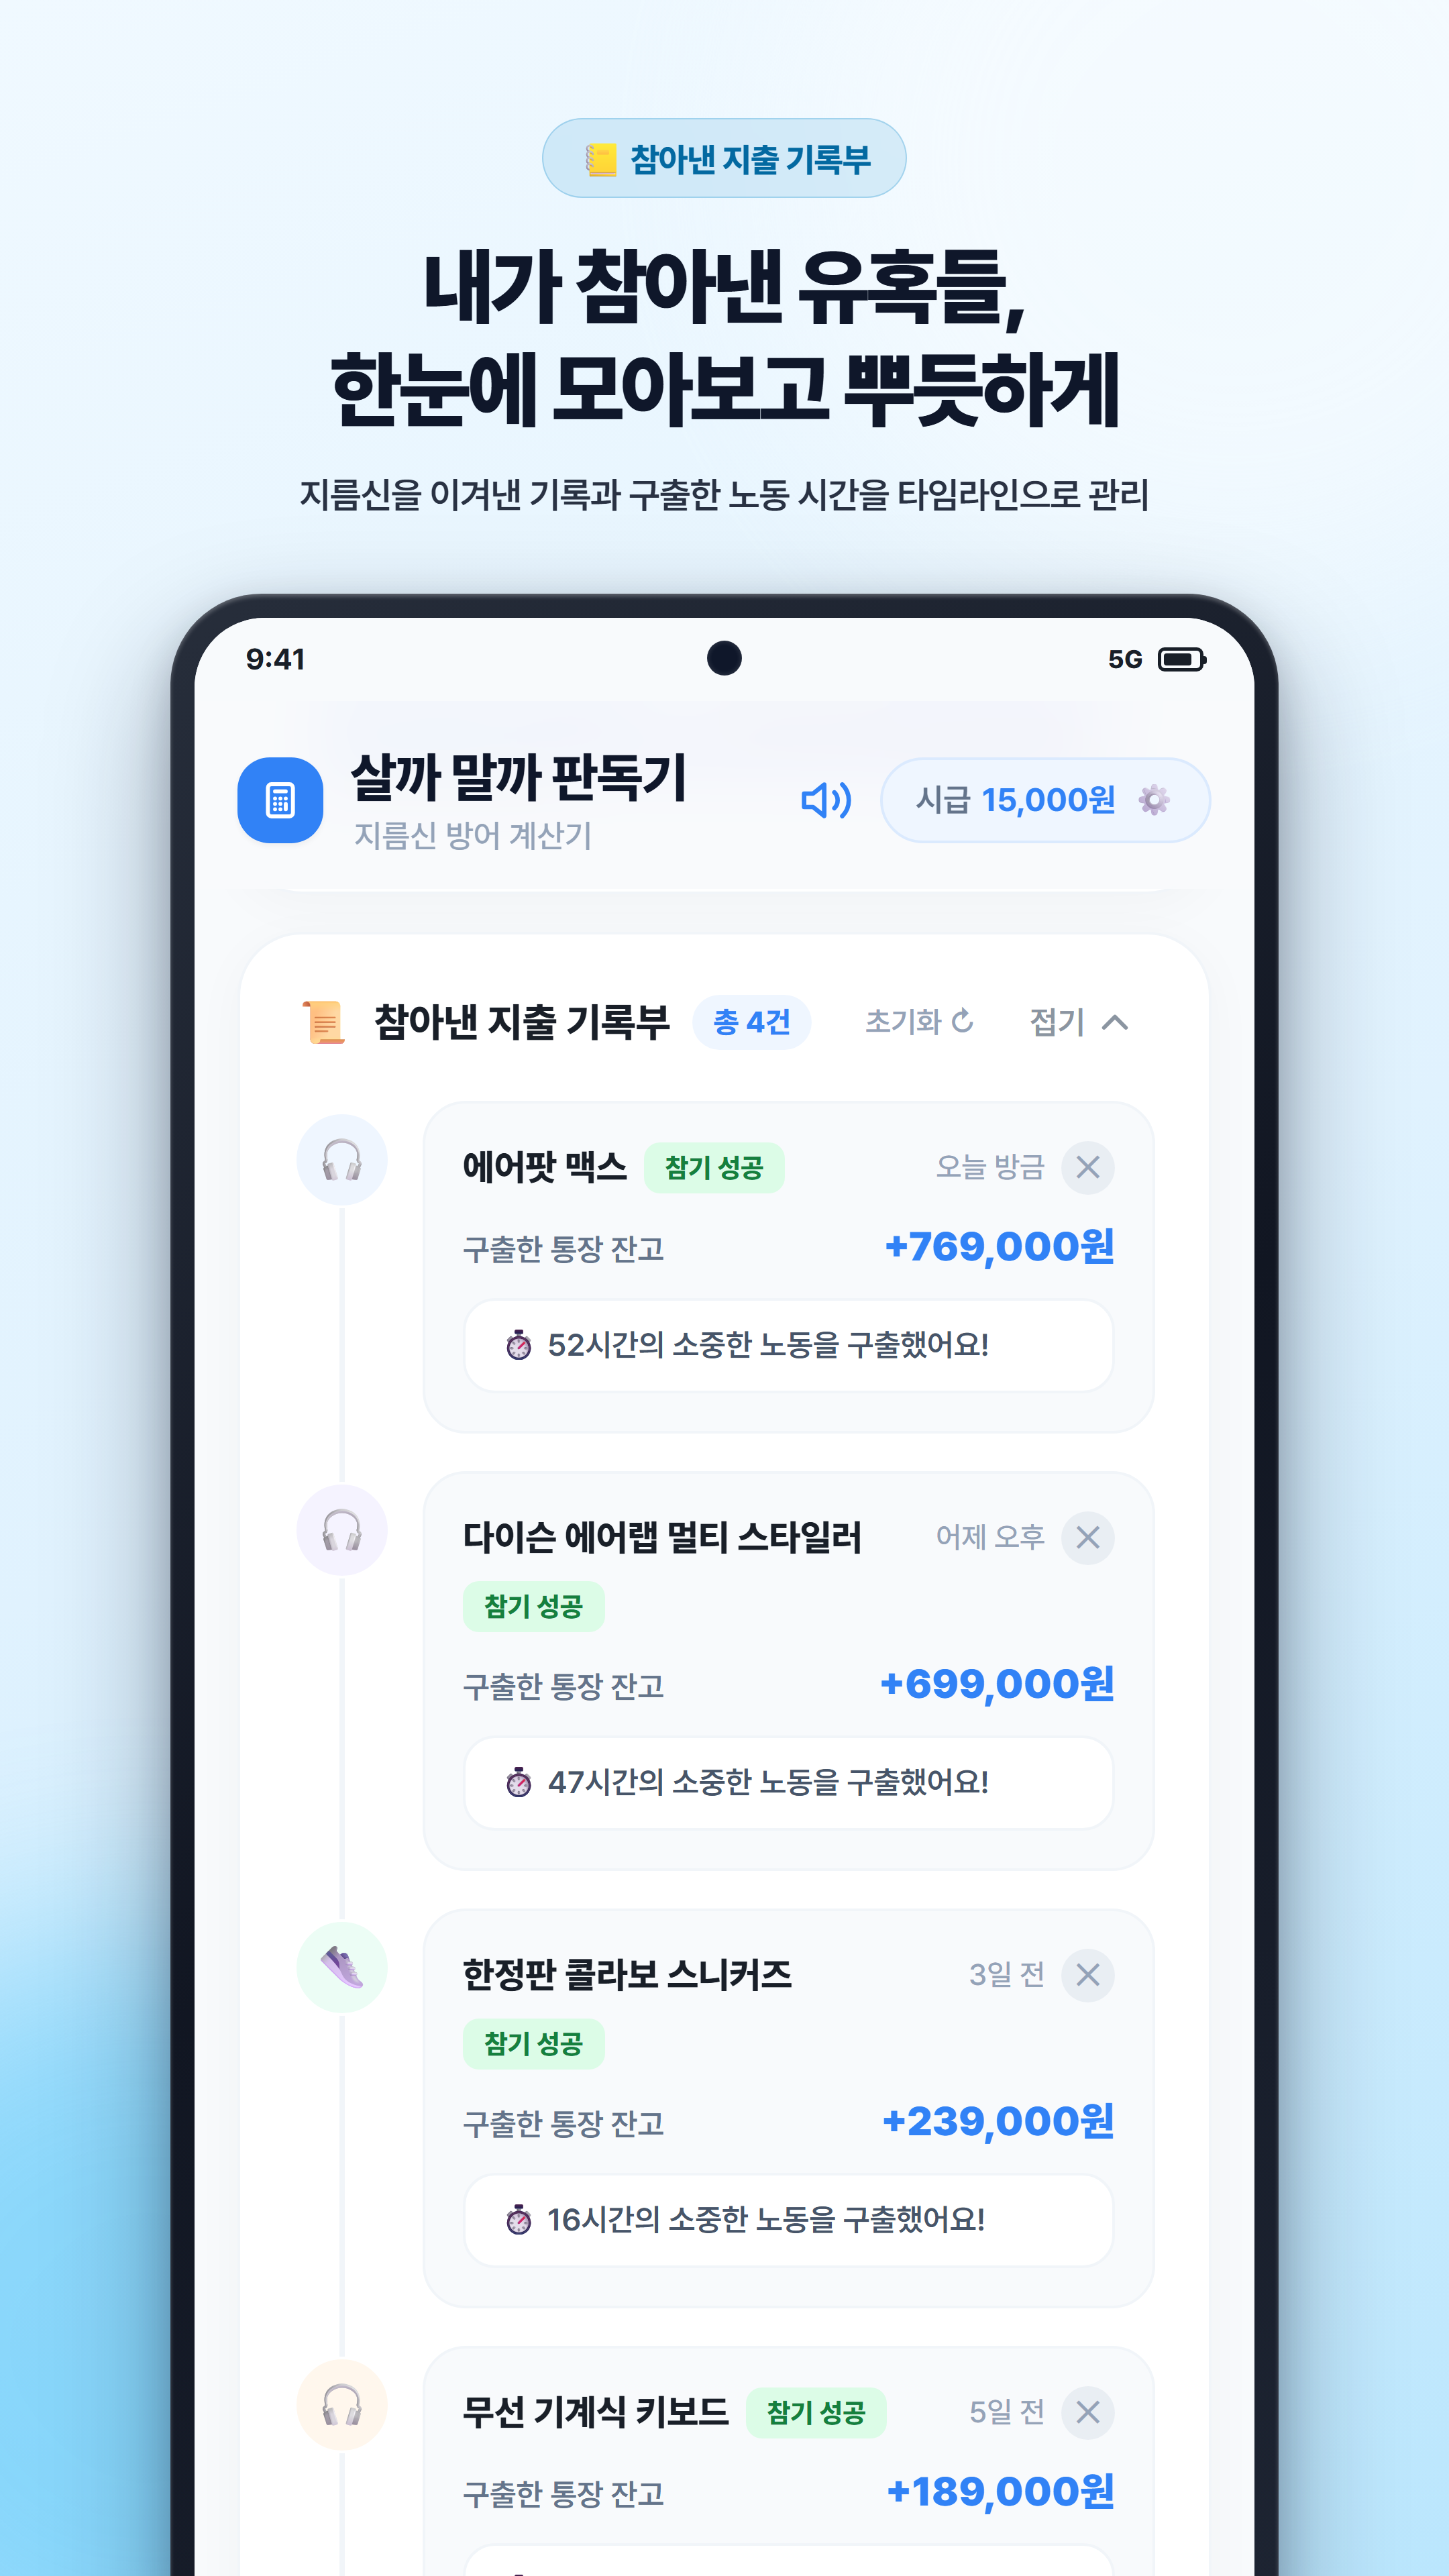 참아낸 지출 기록부
내가 참아낸 유혹들,
한눈에 모아보고 뿌듯하게
지름신을 이겨낸 기록과 구출한 노동 시간을 타임라인으로 관리
9:41
5G
살까 말까 판독기
지름신 방어 계산기
시급 15,000원
참아낸 지출 기록부 총 4건 초기화 접기
에어팟 맥스 참기 성공 오늘 방금
구출한 통장 잔고 +769,000원
52시간의 소중한 노동을 구출했어요!
다이슨 에어랩 멀티 스타일러 어제 오후
참기 성공
구출한 통장 잔고 +699,000원
47시간의 소중한 노동을 구출했어요!
한정판 콜라보 스니커즈 3일 전
참기 성공
구출한 통장 잔고 +239,000원
16시간의 소중한 노동을 구출했어요!
무선 기계식 키보드 참기 성공 5일 전
구출한 통장 잔고 +189,000원